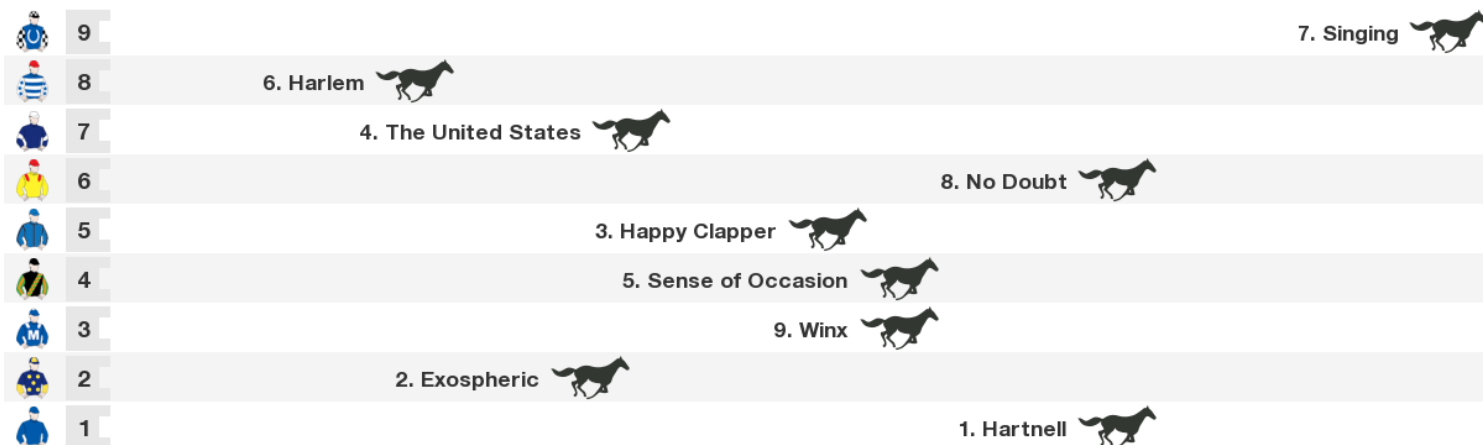 9 7. Singing
8 6. Harlem
7 4. The United States
6 8. No Doubt
5 3. Happy Clapper
4 5. Sense of Occasion
M 3 9. Winx
2 2. Exospheric
1 1. Hartnell